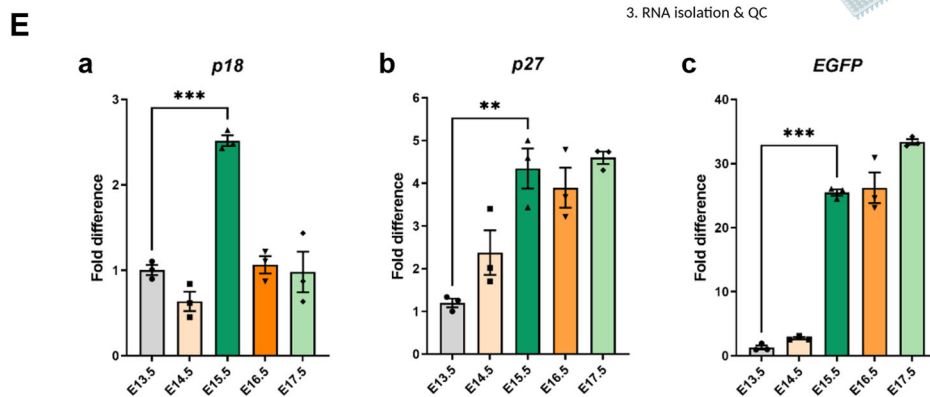 3. RNA isolation & QC
E
a
p18
Fold difference
3
2
1
0
***
E13.5
E14.5
E15.5
E16.5
E17.5
b
p27
Fold difference
6
5
4
3
2
1
0
**
E13.5
E14.5
E15.5
E16.5
E17.5
c
EGFP
Fold difference
40
30
20
10
0
***
E13.5
E14.5
E15.5
E16.5
E17.5